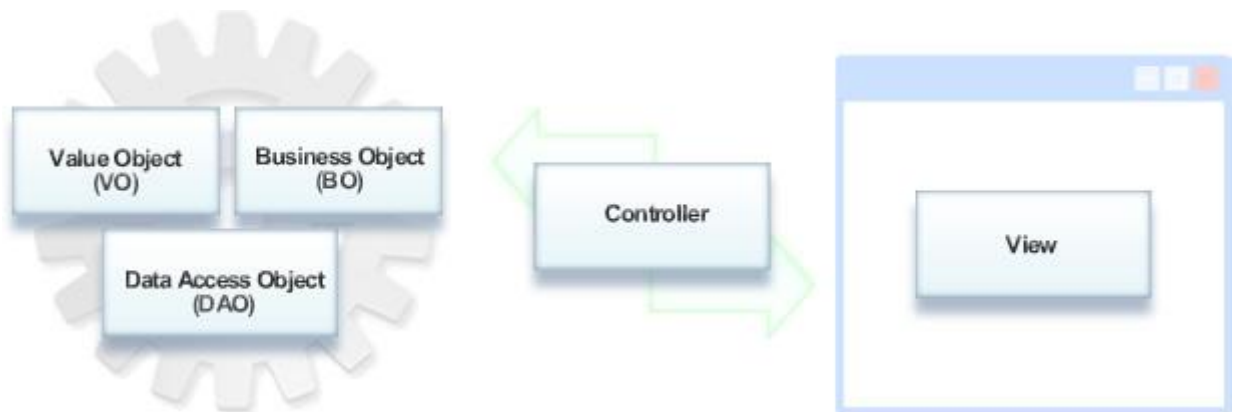 Value Object
(VO)
Business Object
(BO)
Data Access Object
(DAO)
Controller
View